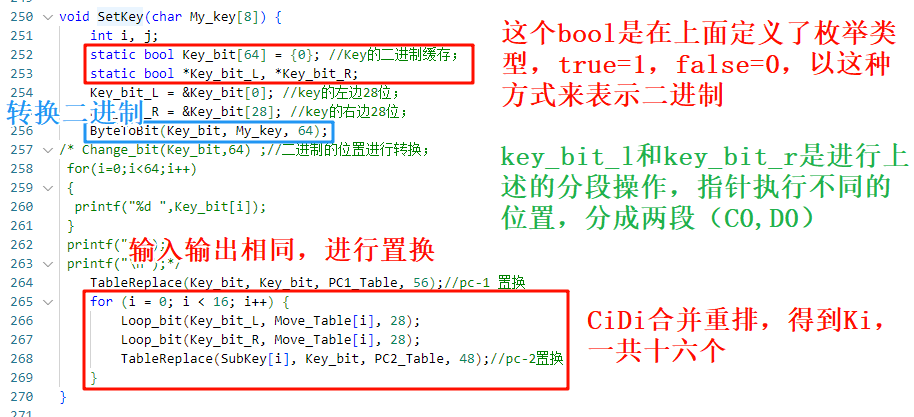 250 void SetKey(char My_key[8]) {
251 int i, j;
252 static bool Key_bit[64] = {0}; //Key的二进制缓存;
253 static bool *Key_bit_L, *Key_bit_R;
254 Key_bit_L = &Key_bit[0]; //key的左边28位;
255 _R = &Key_bit[28]; //key的右边28位;
256 ByteToBit(Key_bit, My_key, 64);
257 /* Change_bit(Key_bit,64) ;//二进制的位置进行转换;
258 for(i=0;i<64;i++)
259 {
260 printf("%d ",Key_bit[i]);
261 }
262 printf("
263 printf("\n");*/
264 TableReplace(Key_bit, Key_bit, PC1_Table, 56);//pc-1 置换
265 for (i = 0; i < 16; i++) {
266 Loop_bit(Key_bit_L, Move_Table[i], 28);
267 Loop_bit(Key_bit_R, Move_Table[i], 28);
268 TableReplace(SubKey[i], Key_bit, PC2_Table, 48);//pc-2置换
269 }
270 }
271
转换二进制
输入输出相同，进行置换
这个bool是在上面定义了枚举类
型，true=1，false=0，以这种
方式来表示二进制
key_bit_l和key_bit_r是进行上
述的分段操作，指针执行不同的
位置，分成两段（C0,D0）
CiDi合并重排，得到Ki，
一共十六个